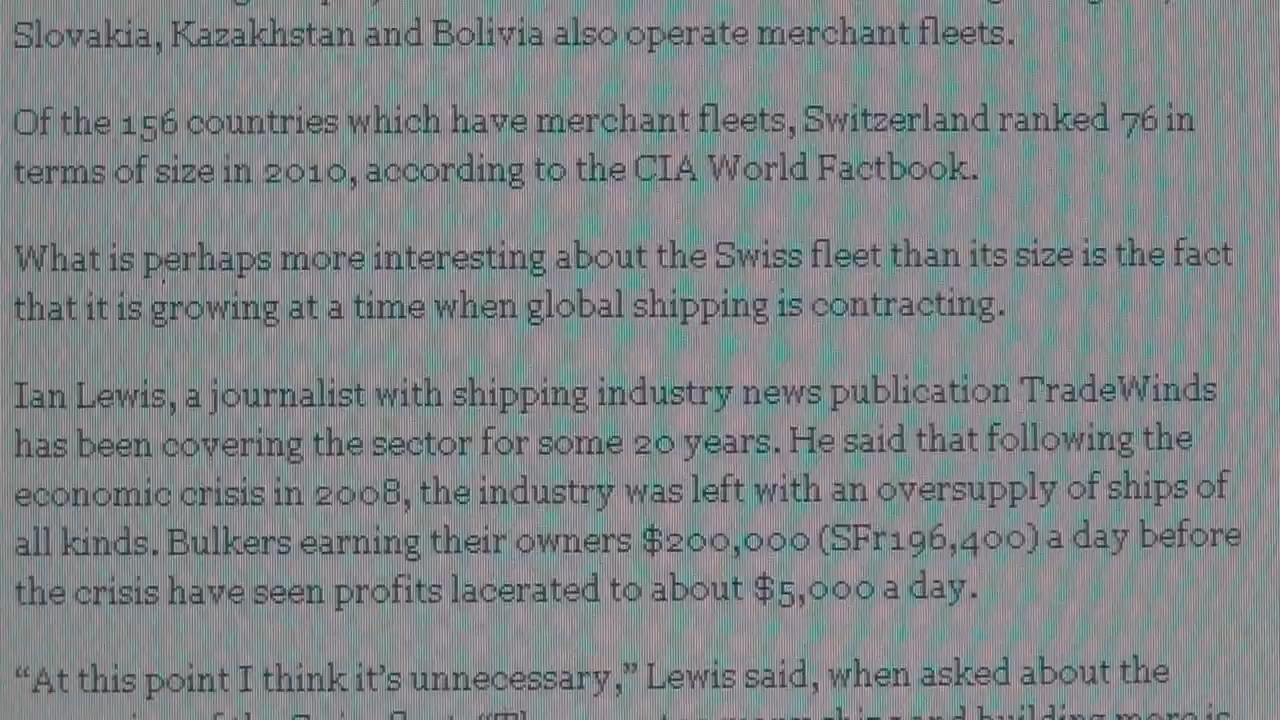 Slovakia, Kazakhstan and Bolivia also operate merchant fleets.
Of the 156 countries which have merchant fleets, Switzerland ranked 76 in
terms of size in 2010, according to the CIA World Factbook.
What is perhaps more interesting about the Swiss fleet than its size is the fact
that it is growing at a time when global shipping is contracting.
Ian Lewis, a journalist with shipping industry news publication TradeWinds
has been covering the sector for some 20 years. He said that following the
economic crisis in 2008, the industry was left with an oversupply of ships of
all kinds. Bulkers earning their owners $200,000 (SFr196,400) a day before
the crisis have seen profits lacerated to about $5,000 a day.
“At this point I think it’s unnecessary,” Lewis said, when asked about the